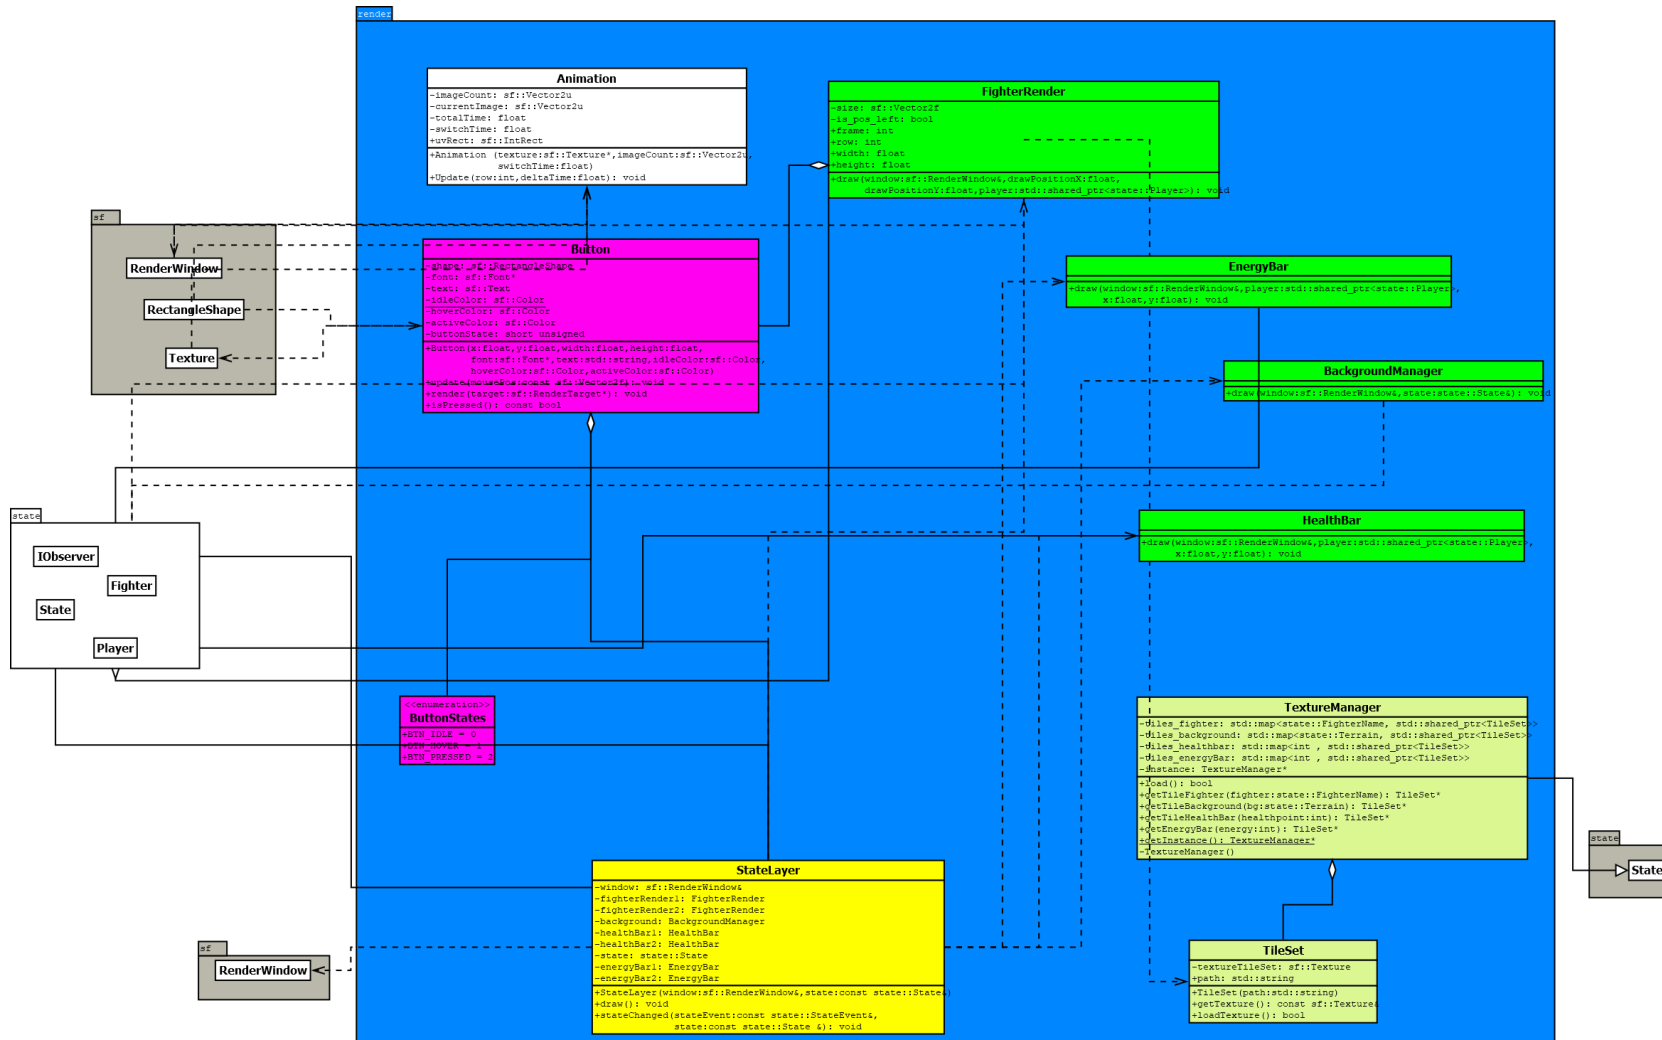 render
Animation
-imageCount: sf::Vector2u
-currentImage: sf::Vector2u
-totalTime: float
-switchTime: float
+uvRect: sf::IntRect
+Animation (texture:sf::Texture*,imageCount:sf::Vector2u,
switchTime:float)
+Update(row:int,deltaTime:float): void
FighterRender
-size: sf::Vector2f
-is_pos_left: bool
+frame: int
+row: int
+width: float
+height: float
+draw(window:sf::RenderWindow&,drawPositionX:float,
drawPositionY:float,player:std::shared_ptr<state::Player>): void
sf
RenderWindow
RectangleShape
Texture
Button
-shape: sf::RectangleShape
-font: sf::Font*
-text: sf::Text
-idleColor: sf::Color
-hoverColor: sf::Color
-activeColor: sf::Color
-buttonState: short unsigned
+Button(x:float,y:float,width:float,height:float,
font:sf::Font*,text:std::string,idleColor:sf::Color,
hoverColor:sf::Color,activeColor:sf::Color)
+update(mousePos:const sf::Vector2f): void
+render(target:sf::RenderTarget*): void
+isPressed(): const bool
EnergyBar
+draw(window:sf::RenderWindow&,player:std::shared_ptr<state::Player>,
x:float,y:float): void
BackgroundManager
+draw(window:sf::RenderWindow&,state:state::State&): void
state
IObserver
Fighter
State
Player
HealthBar
+draw(window:sf::RenderWindow&,player:std::shared_ptr<state::Player>,
x:float,y:float): void
<<enumeration>>
ButtonStates
+BTN_IDLE = 0
+BTN_HOVER = 1
+BTN_PRESSED = 2
TextureManager
-tiles_fighter: std::map<state::FighterName, std::shared_ptr<TileSet>>
-tiles_background: std::map<state::Terrain, std::shared_ptr<TileSet>>
-tiles_healthbar: std::map<int , std::shared_ptr<TileSet>>
-tiles_energyBar: std::map<int , std::shared_ptr<TileSet>>
-instance: TextureManager*
+load(): bool
+getTileFighter(fighter:state::FighterName): TileSet*
+getTileBackground(bg:state::Terrain): TileSet*
+getTileHealthBar(healthpoint:int): TileSet*
+getEnergyBar(energy:int): TileSet*
+getInstance(): TextureManager*
-TextureManager()
state
State
StateLayer
-window: sf::RenderWindow&
-fighterRender1: FighterRender
-fighterRender2: FighterRender
-background: BackgroundManager
-healthBar1: HealthBar
-healthBar2: HealthBar
-state: state::State
-energyBar1: EnergyBar
-energyBar2: EnergyBar
+StateLayer(window:sf::RenderWindow&,state:const state::State&)
+draw(): void
+stateChanged(stateEvent:const state::StateEvent&,
state:const state::State &): void
sf
RenderWindow
TileSet
-textureTileSet: sf::Texture
+path: std::string
+TileSet(path:std::string)
+getTexture(): const sf::Texture&
+loadTexture(): bool